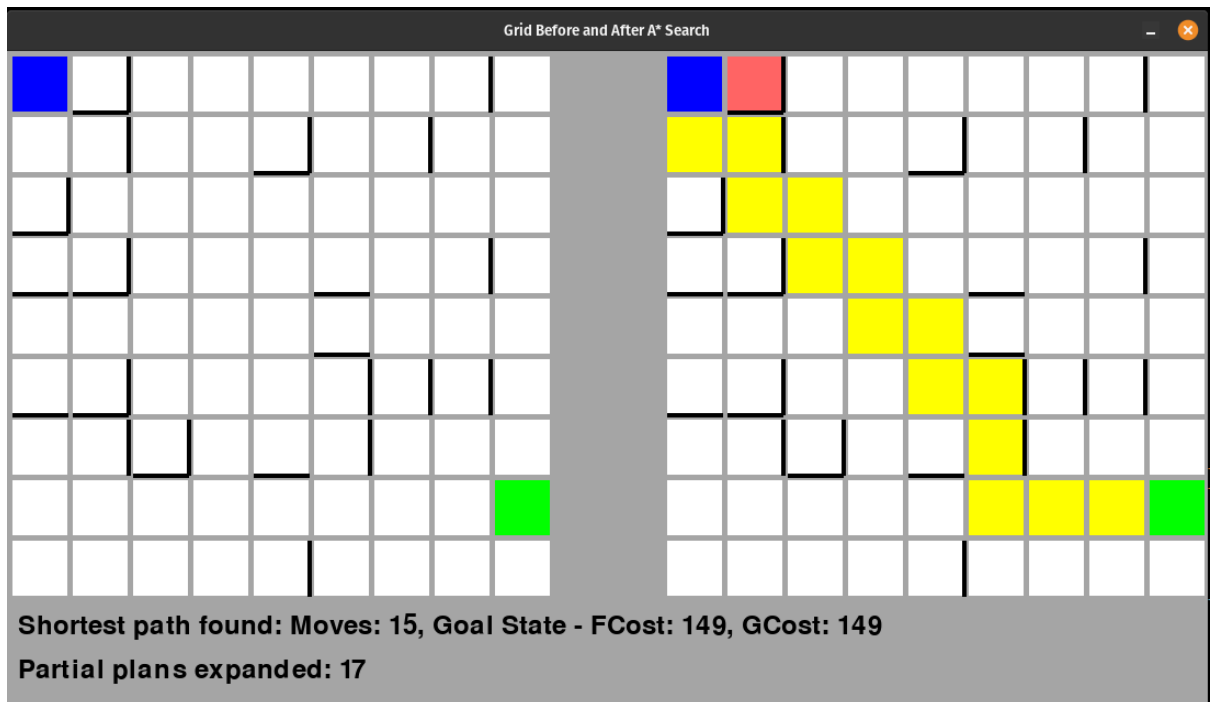 Grid Before and After A* Search
Shortest path found: Moves: 15, Goal State - FCost: 149, GCost: 149
Partial plans expanded: 17